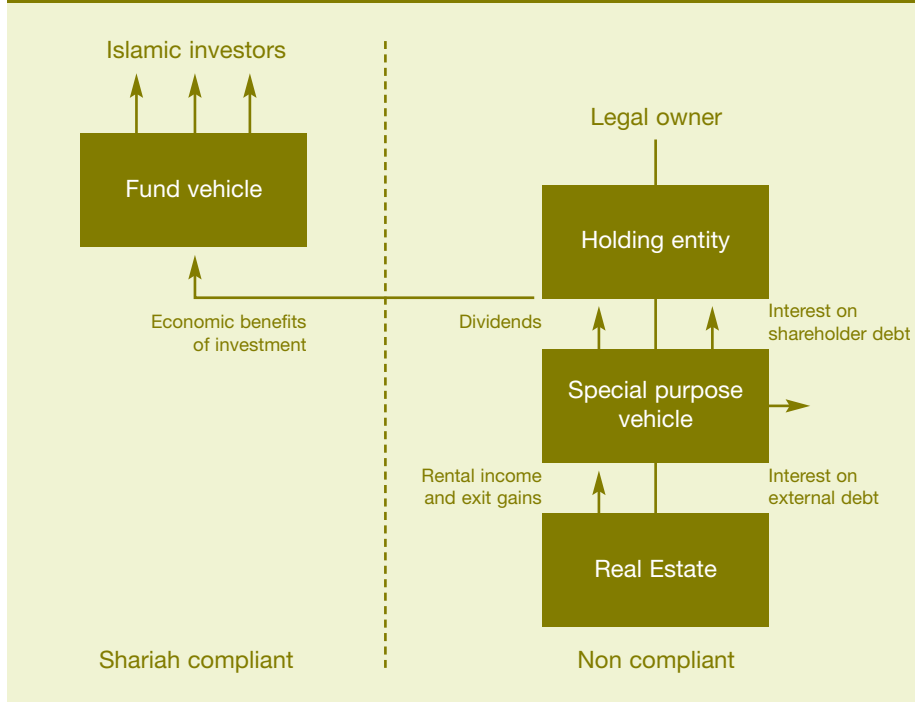 Islamic investors
Fund vehicle
Economic benefits
of investment
Shariah compliant
Legal owner
Holding entity
Dividends
Interest on
shareholder debt
Special purpose
vehicle
Rental income
and exit gains
Interest on
external debt
Real Estate
Non compliant